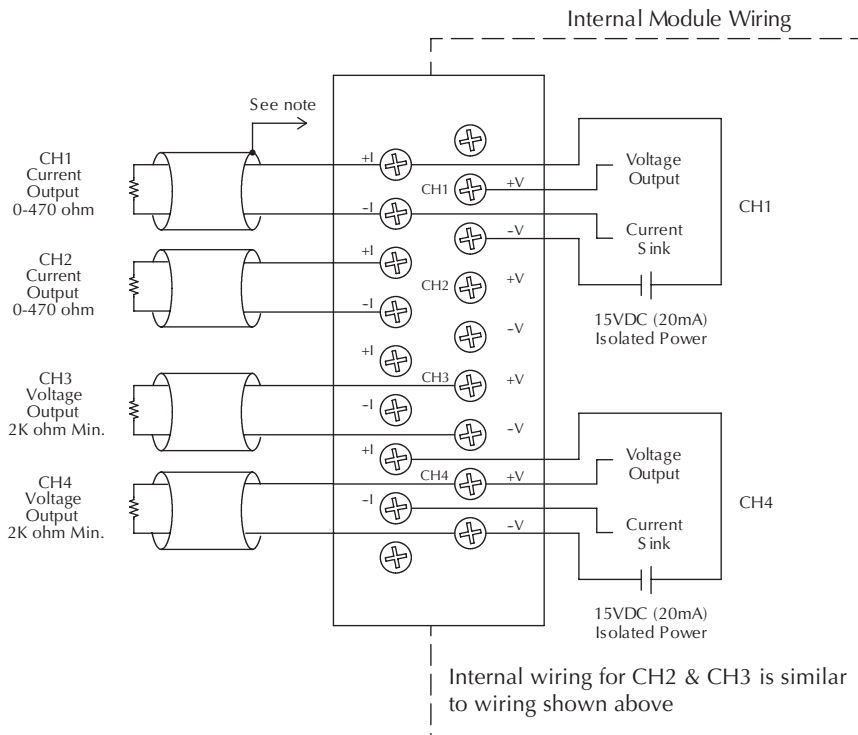 Internal Module Wiring
See note
CH1
Current
Output
0-470 ohm
CH2
Current
Output
0-470 ohm
CH3
Voltage
Output
2K ohm Min.
CH4
Voltage
Output
2K ohm Min.
+I
CH1
+V
-I
-V
+I
CH2
+V
-I
-V
+I
CH3
+V
-I
-V
+I
CH4
+V
-I
-V
Voltage
Output
CH1
Current
Sink
15VDC (20mA)
Isolated Power
Voltage
Output
CH4
Current
Sink
15VDC (20mA)
Isolated Power
Internal wiring for CH2 & CH3 is similar
to wiring shown above